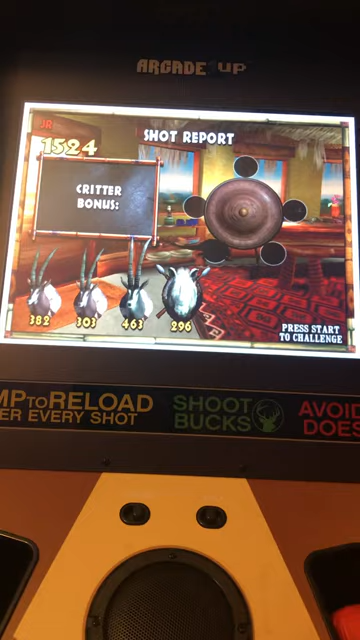 ARCADE1UP
JR
1524
SHOT REPORT
CRITTER
BONUS:
382
303
463
296
PRESS START
TO CHALLENGE
MP TO RELOAD
ER EVERY SHOT
SHOOT
BUCKS
AVOID
DOES